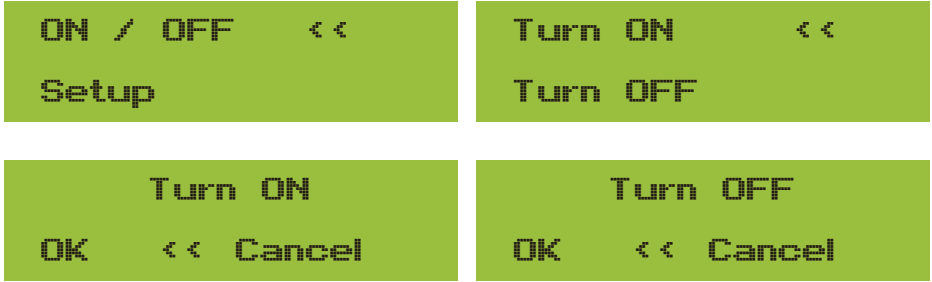 ON / OFF <<
Setup
Turn ON <<
Turn OFF
Turn ON
OK << Cancel
Turn OFF
OK << Cancel